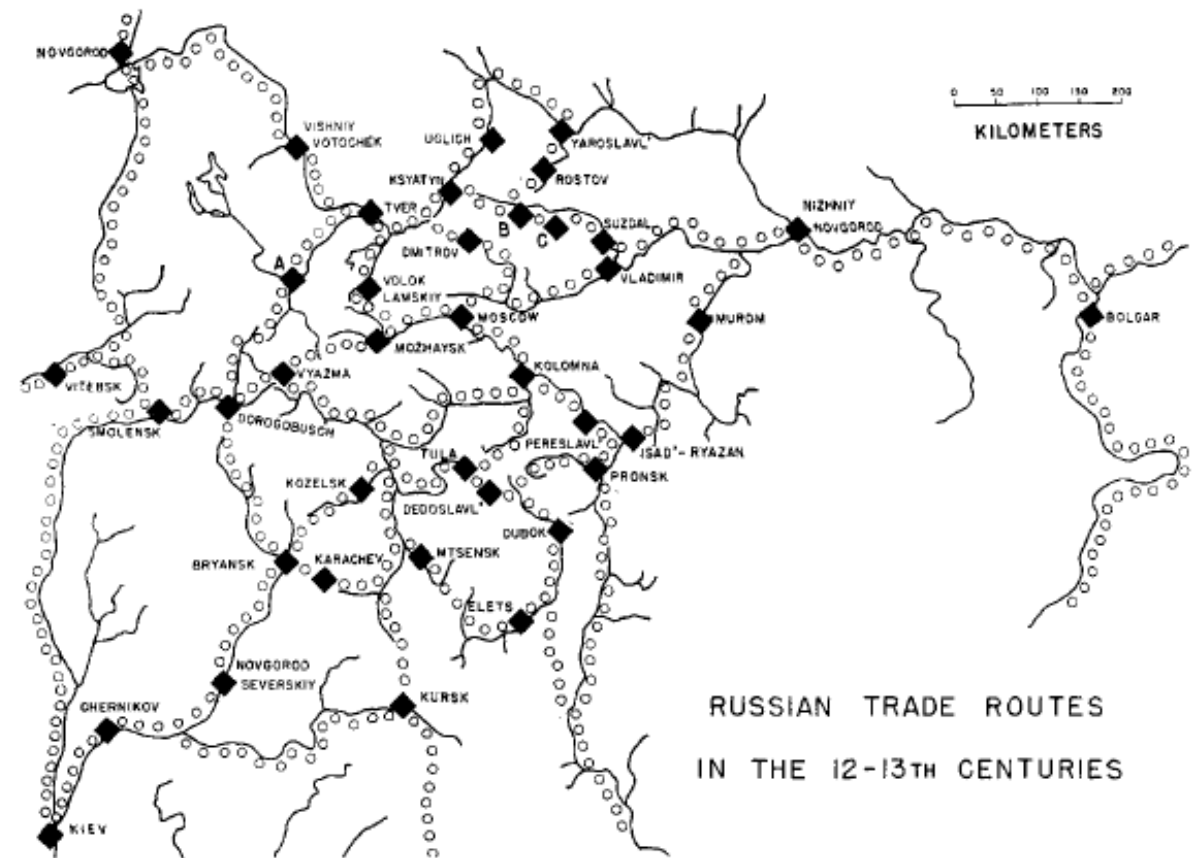 NOVGOROD
0 50 100 150 200
KILOMETERS
VISHNIY
VOTOCHEK
UGLICH
YAROSLAVL'
KSYATYN
ROSTOV
TVER
B
C
SUZDAL
NIZHNIY
NOVGOROD
DMITROV
A
VLADIMIR
VOLOK
LAMSKIY
MOSCOW
MUROM
BOLGAR
MOZHAYSK
VITEBSK
VYAZMA
KOLOMNA
SMOLENSK
DOROGOBUSCH
PERESLAVL'
ISAD'-RYAZAN
TULA
PRONSK
KOZELSK
DEDOSLAVL'
DUBOK
BRYANSK
KARACHEV
MTSENSK
ELETS
NOVGOROD
SEVERSKIY
KURSK
CHERNIKOV
KIEV
RUSSIAN TRADE ROUTES
IN THE 12-13TH CENTURIES